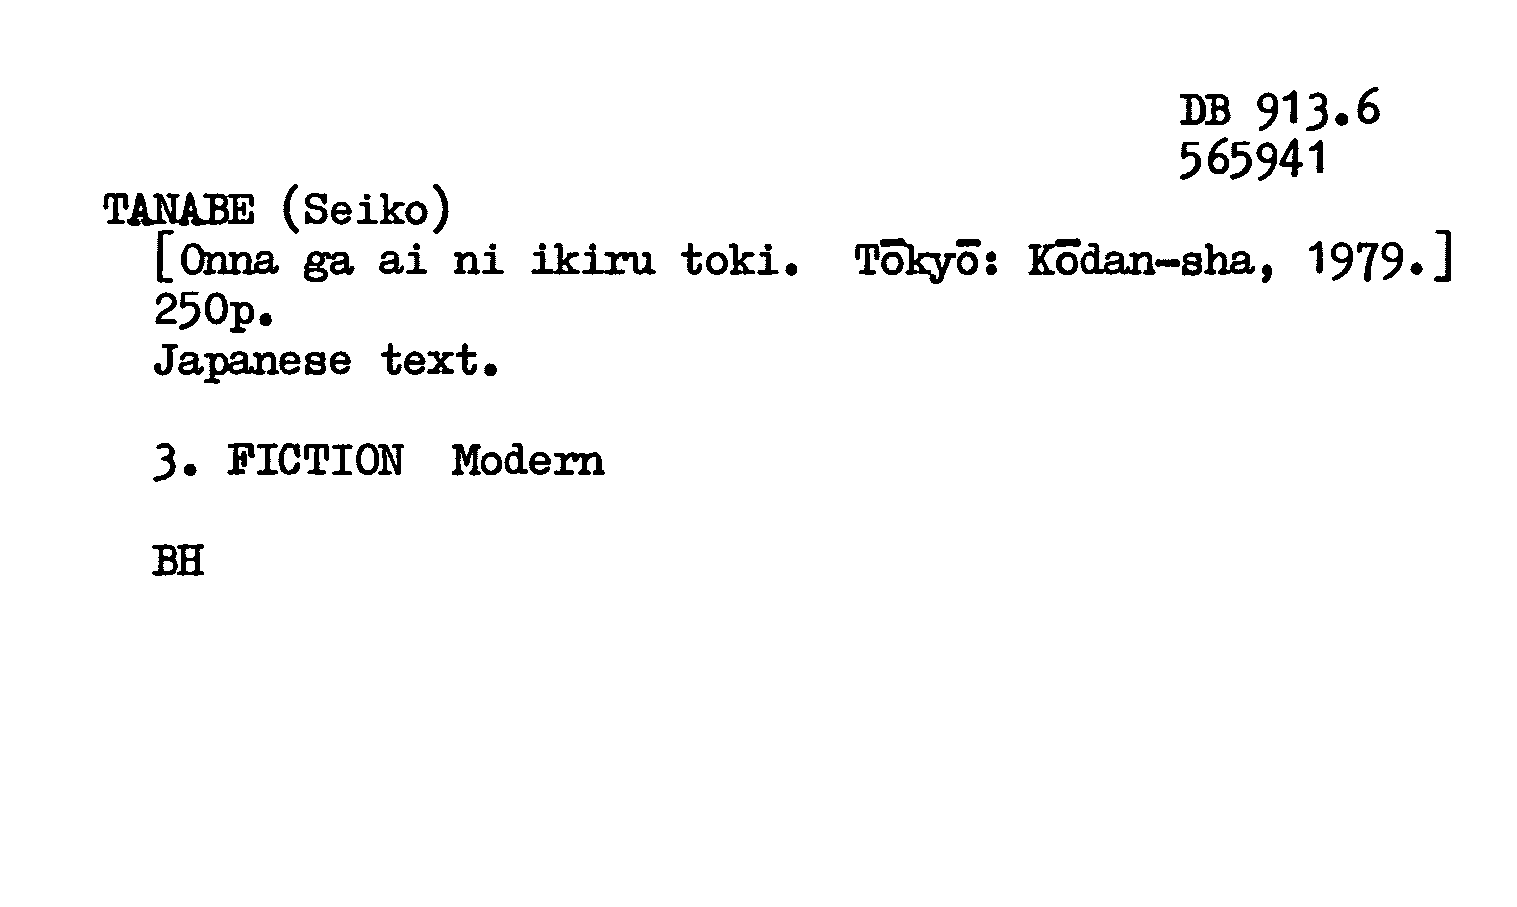 DB 913.6
565941
TANABE (Seiko)
[Onna ga ai ni ikiru toki. Tōkyō: Kōdan-sha, 1979.]
250p.
Japanese text.
3. FICTION Modern
BH